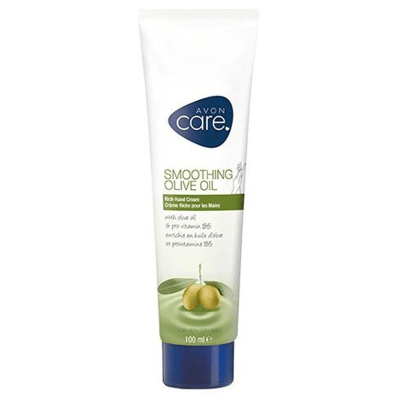 AVON
care
SMOOTHING
OLIVE OIL
Rich Hand Cream
Crème Riche pour les Mains
with olive oil
& pro vitamin B5
enrichie en huile d'olive
et provitamine B5
100 ml e